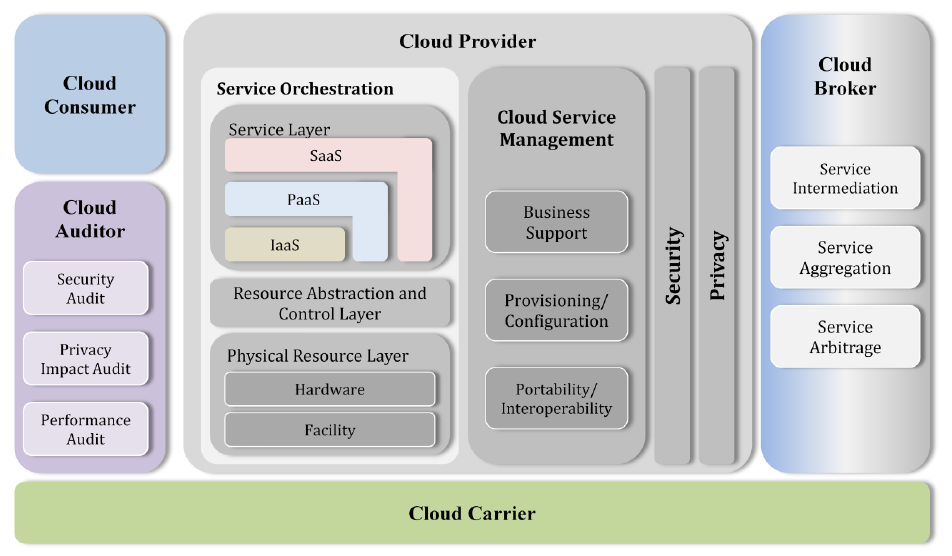 Cloud
Consumer
Cloud
Auditor
Security
Audit
Privacy
Impact Audit
Performance
Audit
Cloud Provider
Service Orchestration
Service Layer
SaaS
PaaS
IaaS
Resource Abstraction and
Control Layer
Physical Resource Layer
Hardware
Facility
Cloud Service
Management
Business
Support
Provisioning/
Configuration
Portability/
Interoperability
Security
Privacy
Cloud
Broker
Service
Intermediation
Service
Aggregation
Service
Arbitrage
Cloud Carrier